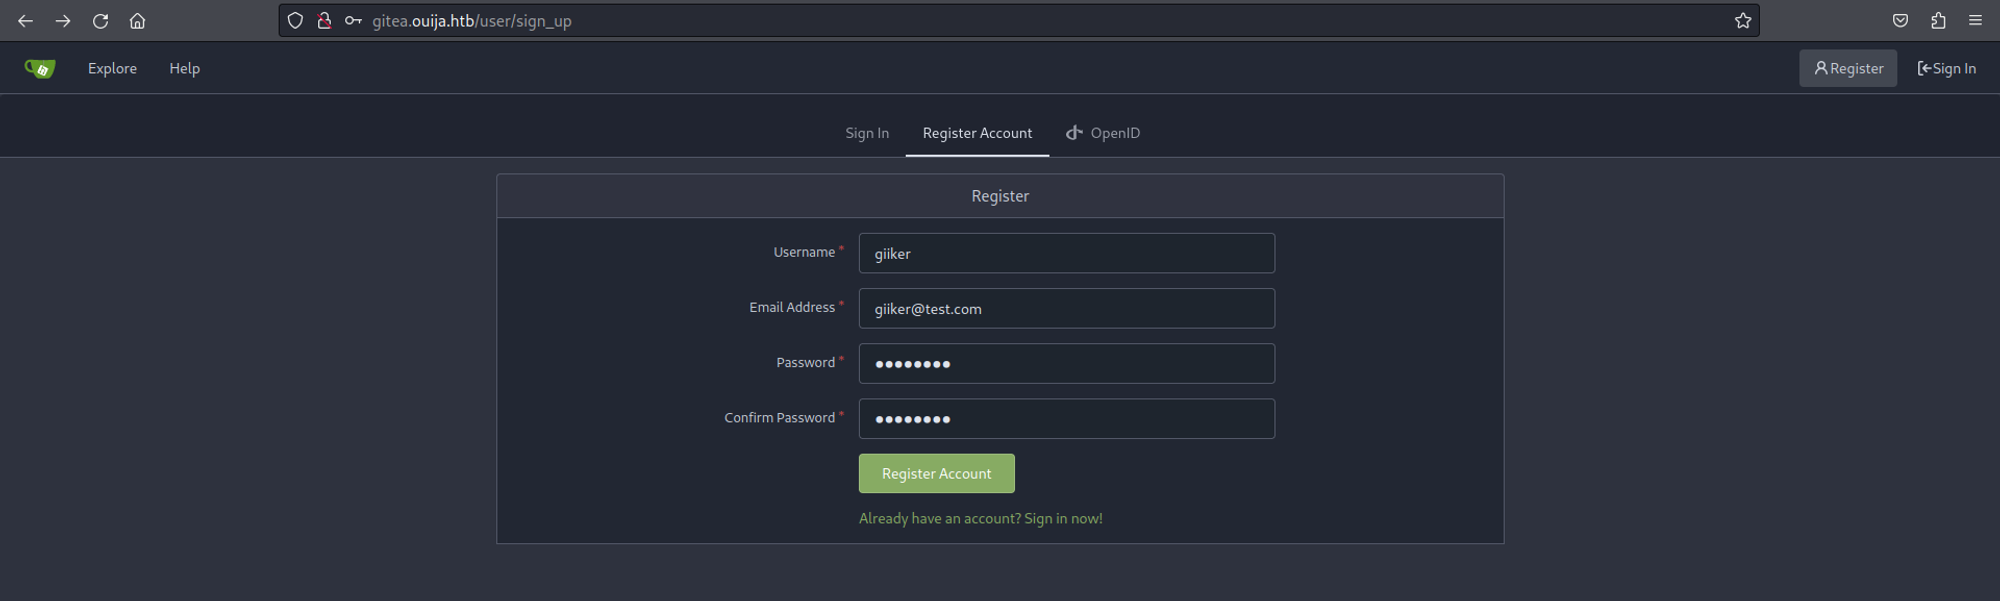 gitea.ouija.htb/user/sign_up
Explore Help Register Sign In
Sign In Register Account OpenID
Register
Username * giiker
Email Address * giiker@test.com
Password * ●●●●●●●●
Confirm Password * ●●●●●●●●
Register Account
Already have an account? Sign in now!